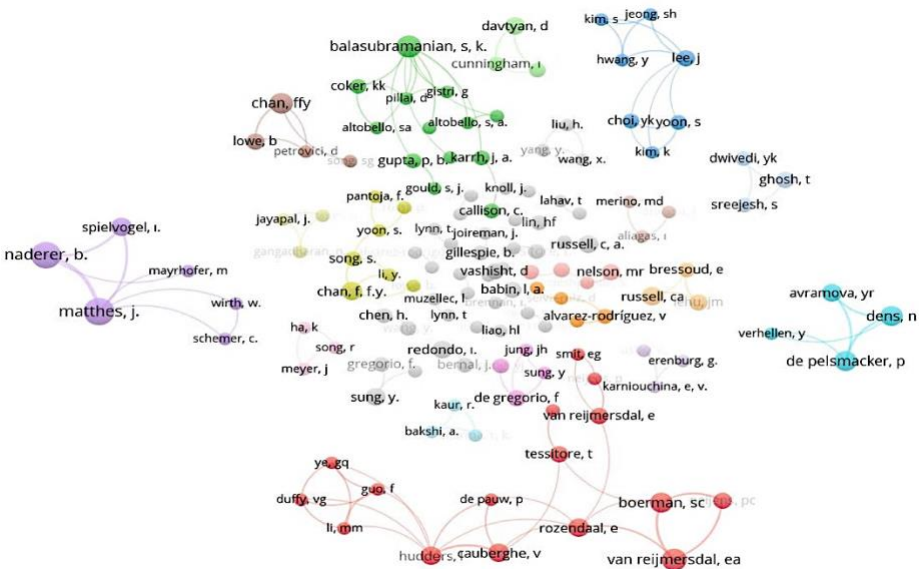 kim, s
jeong, sh
davtyan, d
balasubramanian, s, k.
cunningham, i
hwang, y
lee, j
coker, kk
pillai, d
gistri, g
chan, ffy
altobello, sa
altobello, s, a.
liu, h.
choi, yk
yoon, s
lowe, b
petrovici, d
yang, y.
wang, x.
kim, k
gupta, p, b.
karrh, j, a.
dwivedi, yk
ghosh, t
gould, s, j.
knoll, j.
pantoja, f.
lahav, t
merino, md
sreejesh, s
callison, c.
jayapal, j.
lin, hf
spielvogel, i.
yoon, s.
lynn, t.
joireman, j.
aliagas, i
russell, c, a.
naderer, b.
gillespie, b.
song, s.
mayrhofer, m
li, y.
vashisht, d
nelson, mr
bressoud, e
chan, f, f.y.
muzellec, l
babin, l, a.
russell, ca
lehu, jm
avramova, yr
matthes, j.
wirth, w.
chen, h.
lynn, t
alvarez-rodríguez, v
dens, n
ha, k
liao, hl
verhellen, y
schemer, c.
song, r
redondo, i.
jung, jh
smit, eg
erenburg, g.
de pelsmacker, p
meyer, j
gregorio, f.
bernal, j.
sung, y
karniouchina, e, v.
sung, y.
de gregorio, f
kaur, r.
van reijmersdal, e
bakshi, a.
tessitore, t
ye, gq
guo, f
duffy, vg
de pauw, p
boerman, sc
li, mm
rozendaal, e
hudders, l
cauberghe, v
van reijmersdal, ea